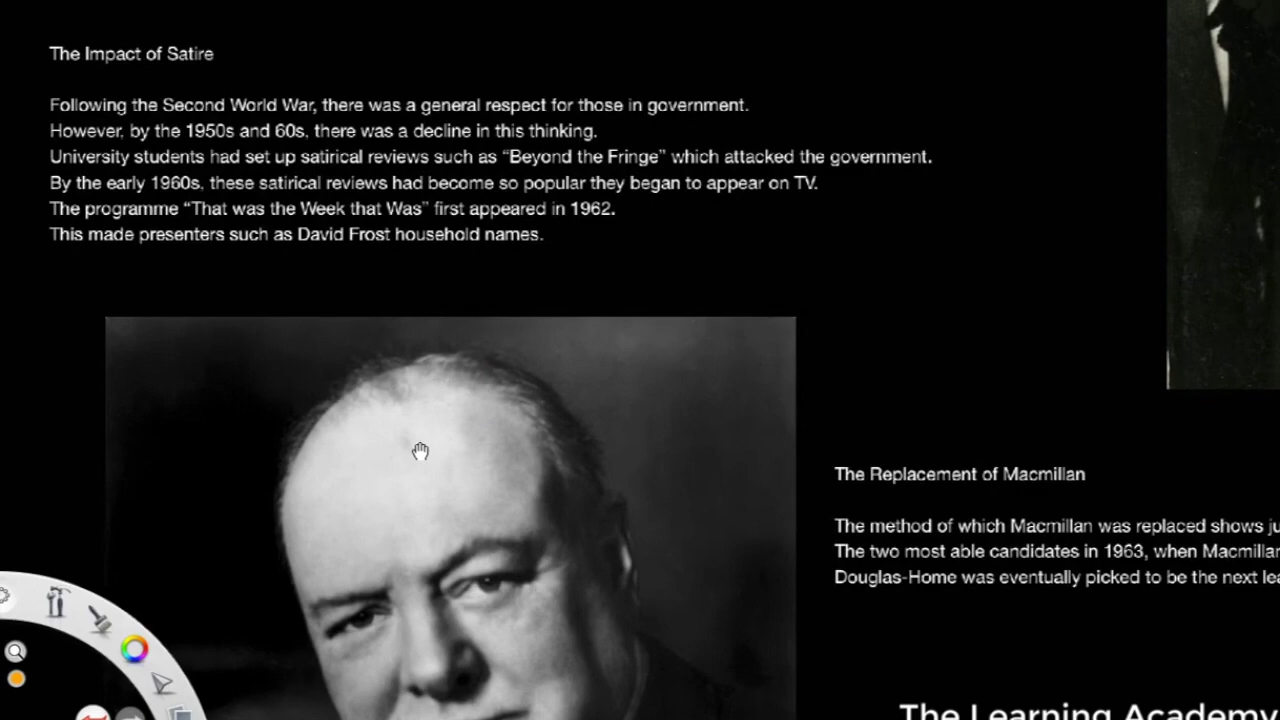 The Impact of Satire
Following the Second World War, there was a general respect for those in government.
However, by the 1950s and 60s, there was a decline in this thinking.
University students had set up satirical reviews such as “Beyond the Fringe” which attacked the government.
By the early 1960s, these satirical reviews had become so popular they began to appear on TV.
The programme “That was the Week that Was” first appeared in 1962.
This made presenters such as David Frost household names.
The Replacement of Macmillan
The method of which Macmillan was replaced shows
The two most able candidates in 1963, when Macmillan
Douglas-Home was eventually picked to be the next
The Learning Academy